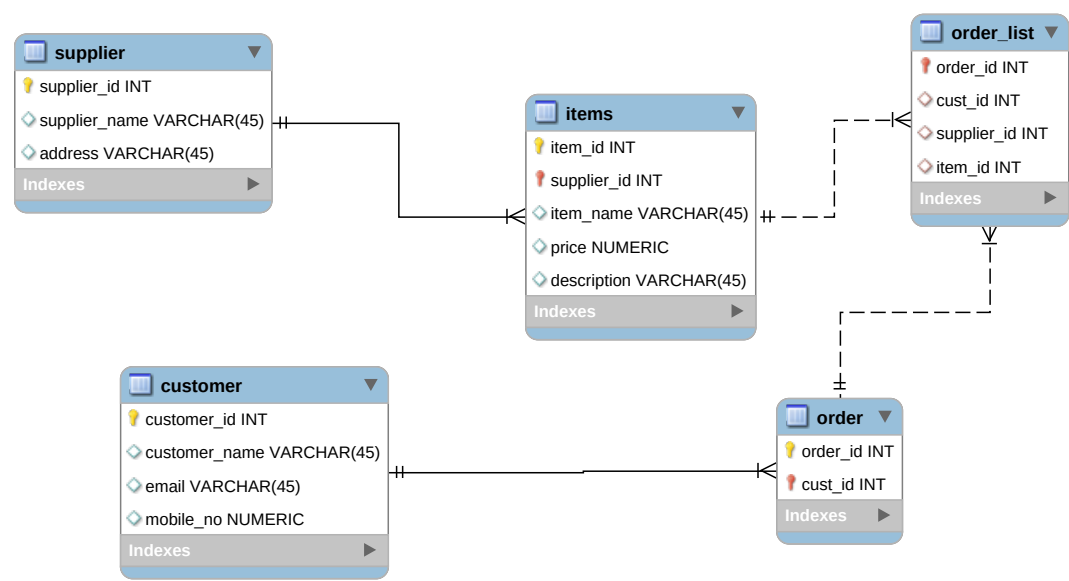 supplier
supplier_id INT
supplier_name VARCHAR(45)
address VARCHAR(45)
Indexes
items
item_id INT
supplier_id INT
item_name VARCHAR(45)
price NUMERIC
description VARCHAR(45)
Indexes
order_list
order_id INT
cust_id INT
supplier_id INT
item_id INT
Indexes
customer
customer_id INT
customer_name VARCHAR(45)
email VARCHAR(45)
mobile_no NUMERIC
Indexes
order
order_id INT
cust_id INT
Indexes